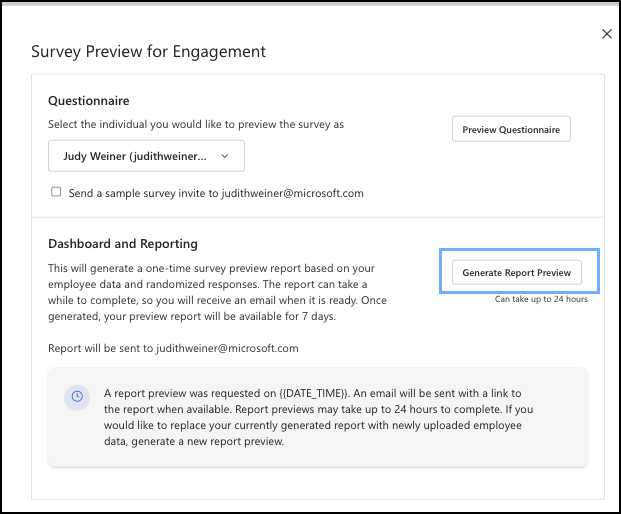 Survey Preview for Engagement
Questionnaire
Select the individual you would like to preview the survey as
Preview Questionnaire
Judy Weiner (judithweiner...
Send a sample survey invite to judithweiner@microsoft.com
Dashboard and Reporting
This will generate a one-time survey preview report based on your
employee data and randomized responses. The report can take a
while to complete, so you will receive an email when it is ready. Once
generated, your preview report will be available for 7 days.
Generate Report Preview
Can take up to 24 hours
Report will be sent to judithweiner@microsoft.com
A report preview was requested on {{DATE_TIME}}. An email will be sent with a link
to the report when available. Report previews may take up to 24 hours to complete. If you
would like to replace your currently generated report with newly uploaded employee
data, generate a new report preview.